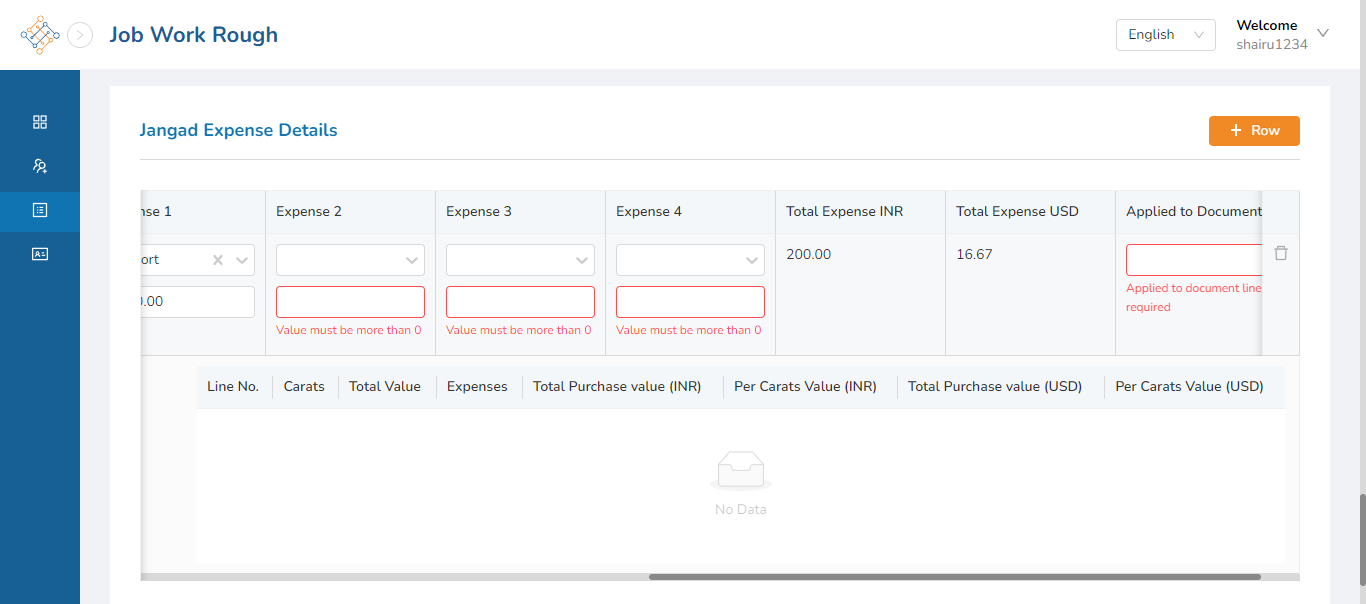 Job Work Rough
English
Welcome
shairu1234
Jangad Expense Details
+ Row
nse 1
Expense 2
Expense 3
Expense 4
Total Expense INR
Total Expense USD
Applied to Document
ort
200.00
16.67
.00
Value must be more than 0
Value must be more than 0
Value must be more than 0
Applied to document line
required
Line No.
Carats
Total Value
Expenses
Total Purchase value (INR)
Per Carats Value (INR)
Total Purchase value (USD)
Per Carats Value (USD)
No Data